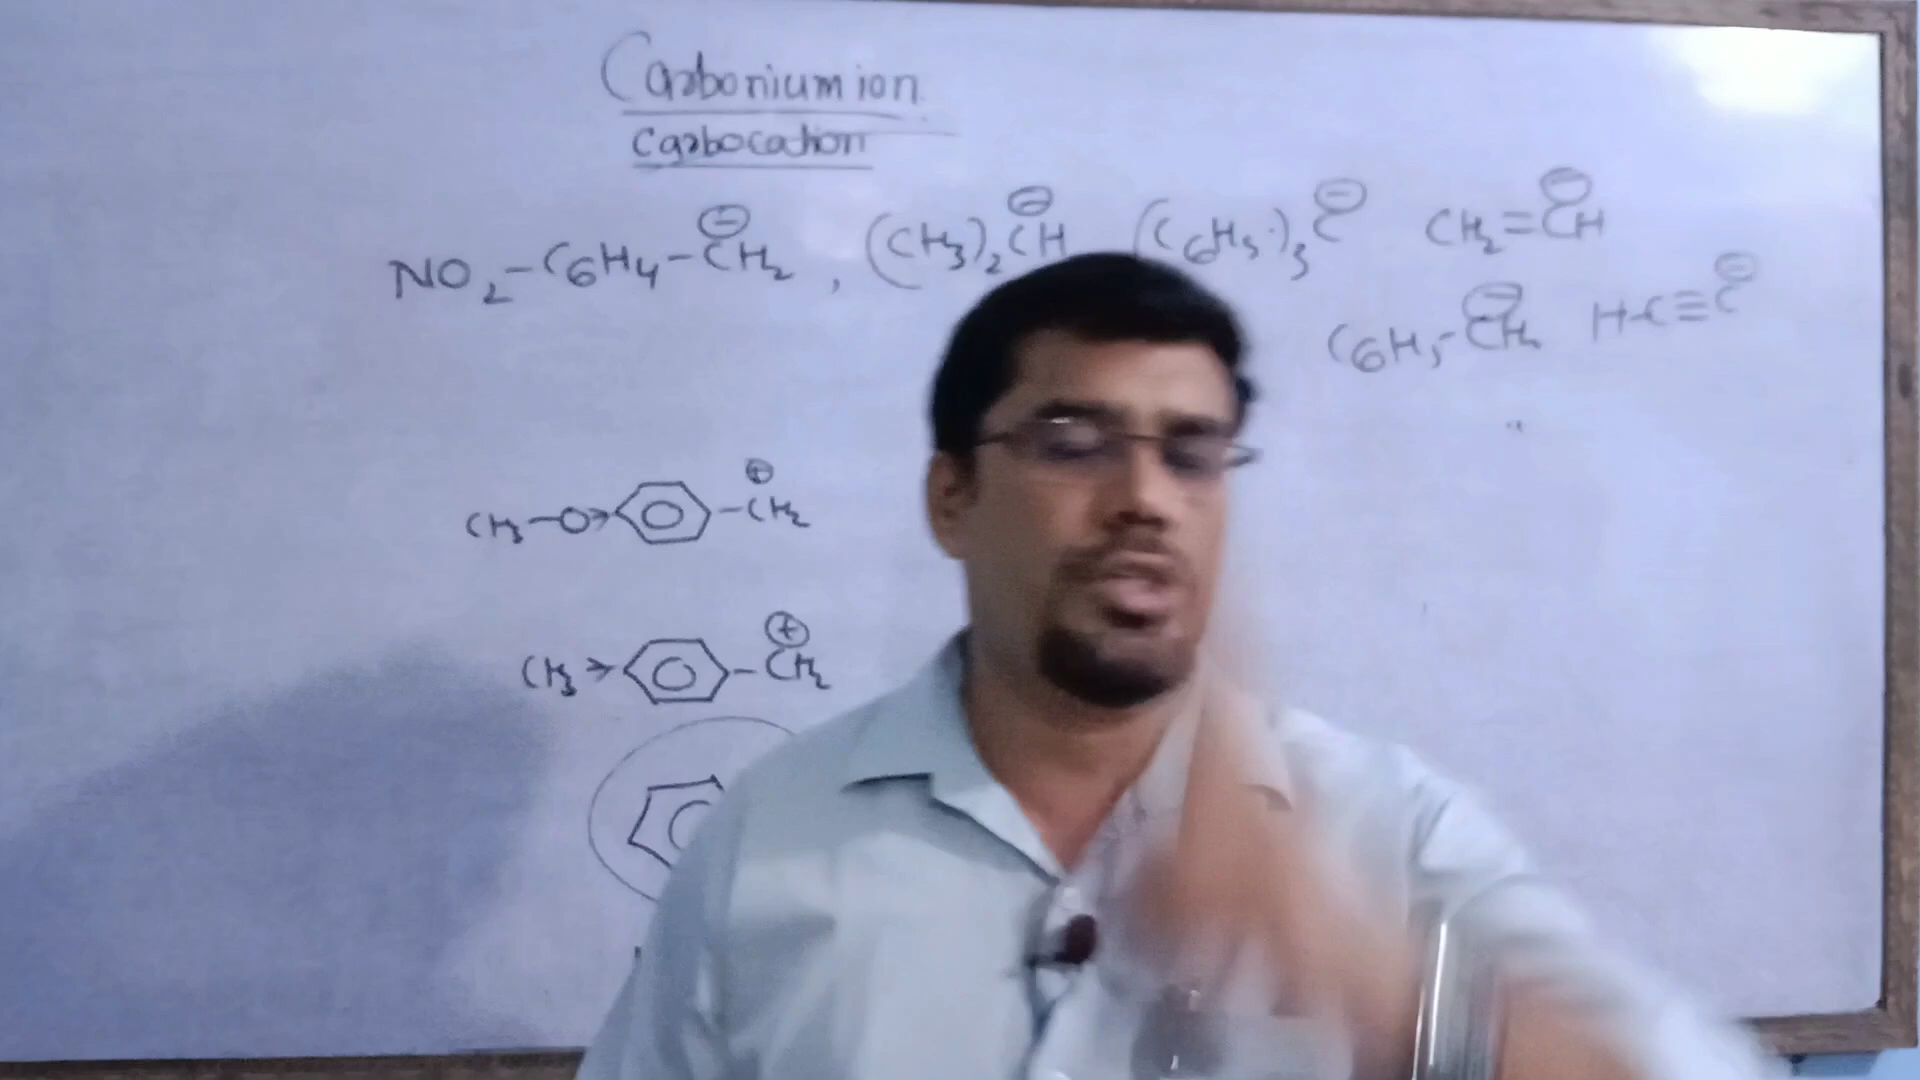 Carbonium ion
Carbocation
NO₂-C₆H₄-CH₂⊖, (CH₃)₂CH⊖ (C₆H₅)₃C⊖ CH₂=CH⊖
C₆H₅-CH₂⊖ H-C≡C⊖
CH₃-O→ -CH₂⊕
CH₃→ -CH₂⊕